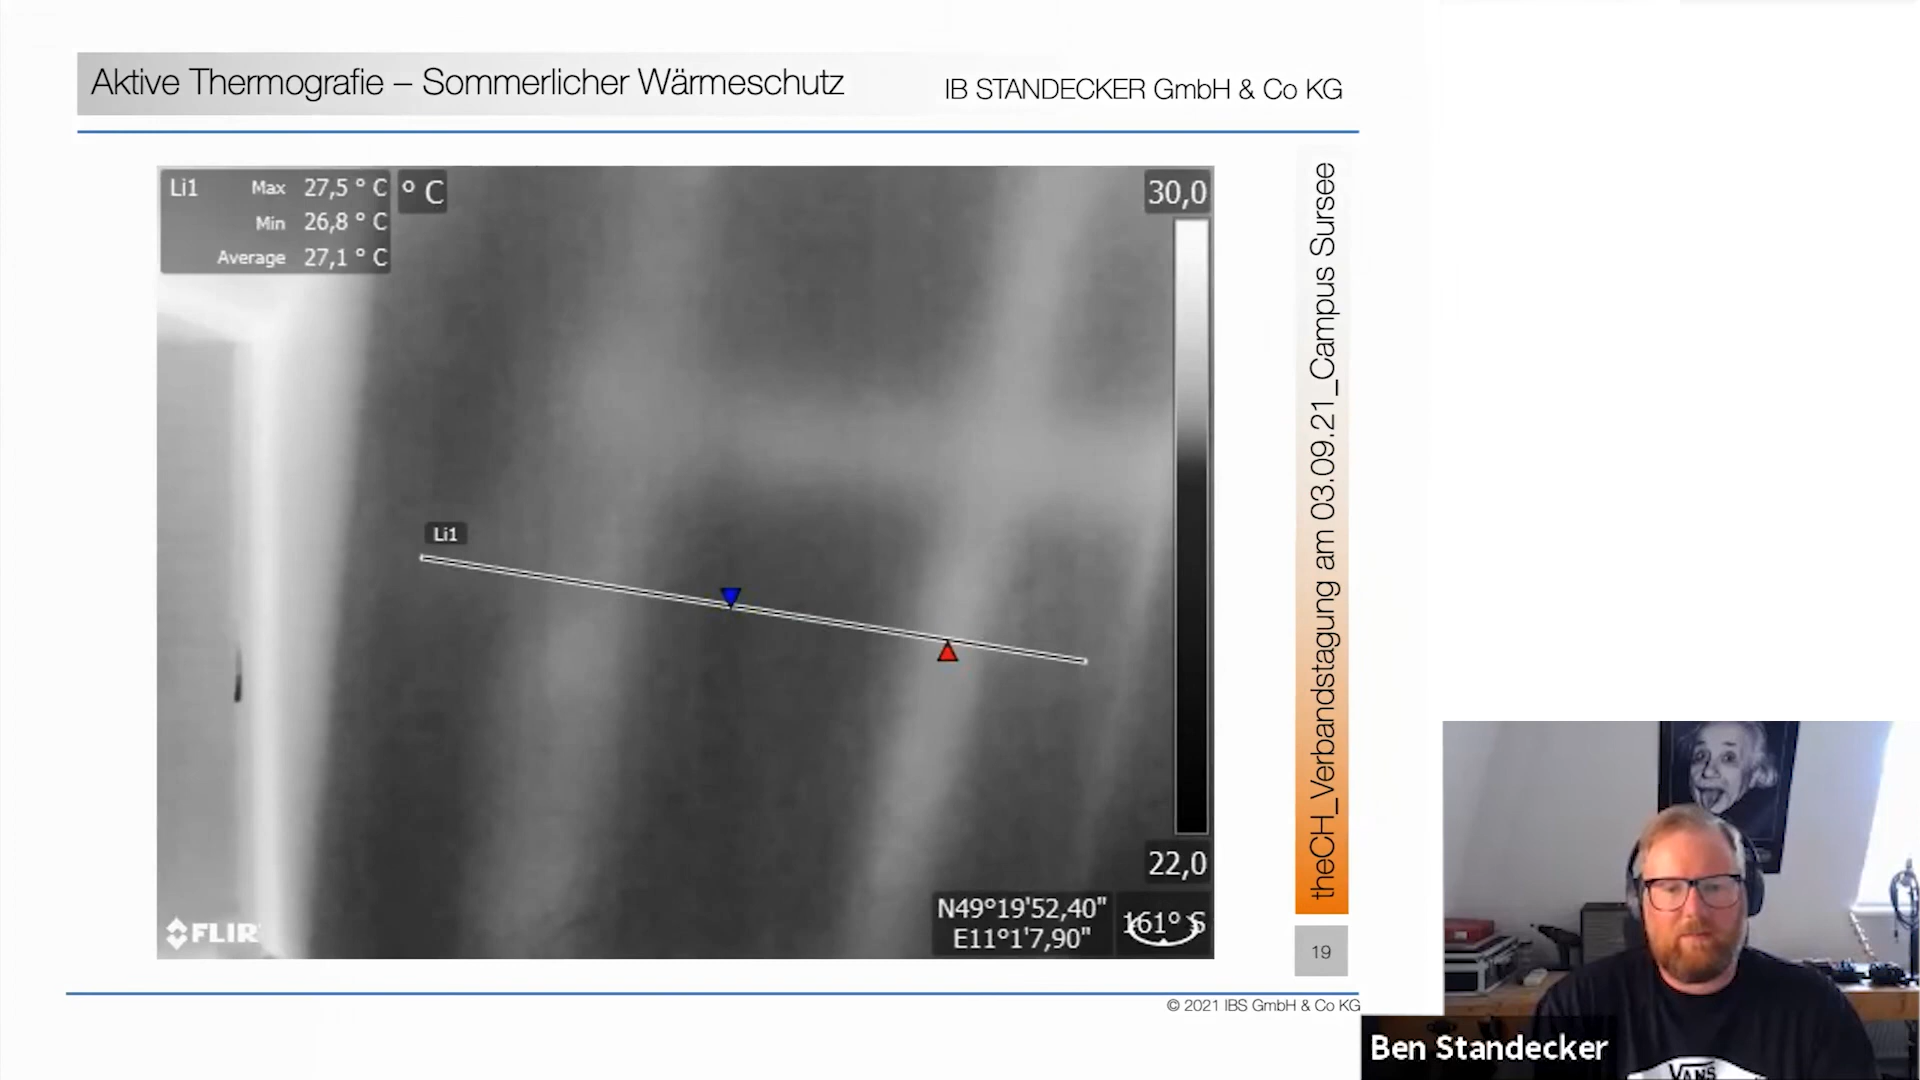 Aktive Thermografie – Sommerlicher Wärmeschutz
IB STANDECKER GmbH & Co KG
Li1 Max 27,5 ° C
Min 26,8 ° C
Average 27,1 ° C
° C
30,0
Li1
22,0
N49°19'52,40"
E11°1'7,90"
161° S
FLIR
theCH_Verbandstagung am 03.09.21_Campus Sursee
19
© 2021 IBS GmbH & Co KG
Ben Standecker
VANS